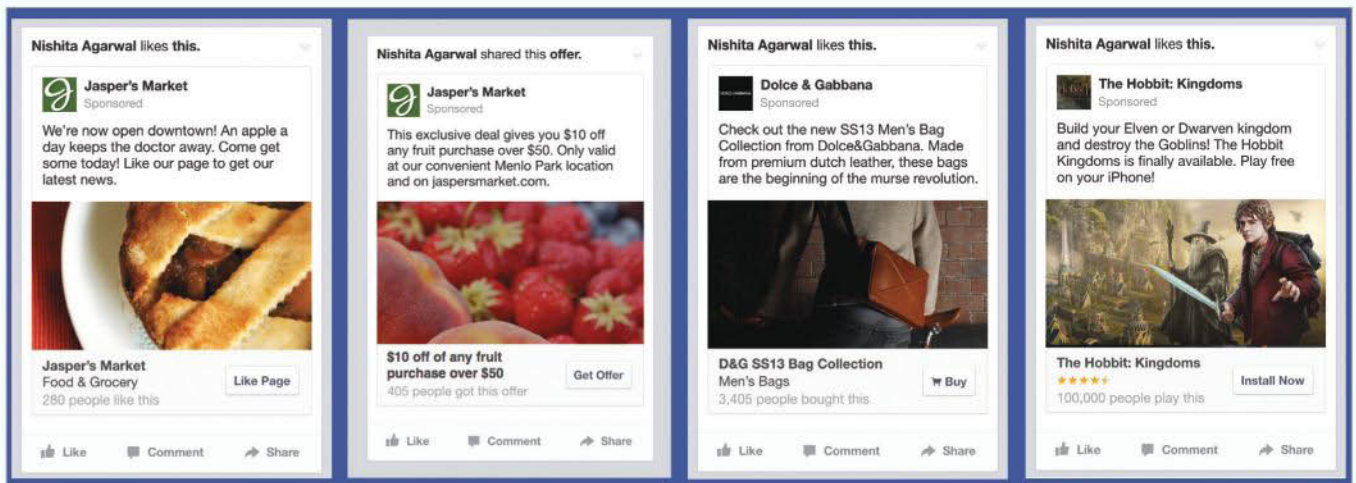 Nishita Agarwal likes this.
Jasper's Market
Sponsored
We're now open downtown! An apple a
day keeps the doctor away. Come get
some today! Like our page to get our
latest news.
Jasper's Market
Food & Grocery
280 people like this
Like Page
Like
Comment
Share
Nishita Agarwal shared this offer.
Jasper's Market
Sponsored
This exclusive deal gives you $10 off
any fruit purchase over $50. Only valid
at our convenient Menlo Park location
and on jaspersmarket.com.
$10 off of any fruit
purchase over $50
405 people got this offer
Get Offer
Like
Comment
Share
Nishita Agarwal likes this.
DOLCE & GABBANA
Dolce & Gabbana
Sponsored
Check out the new SS13 Men's Bag
Collection from Dolce&Gabbana. Made
from premium dutch leather, these bags
are the beginning of the murse revolution.
D&G SS13 Bag Collection
Men's Bags
3,405 people bought this
Buy
Like
Comment
Share
Nishita Agarwal likes this.
The Hobbit: Kingdoms
Sponsored
Build your Elven or Dwarven kingdom
and destroy the Goblins! The Hobbit
Kingdoms is finally available. Play free
on your iPhone!
The Hobbit: Kingdoms
100,000 people play this
Install Now
Like
Comment
Share